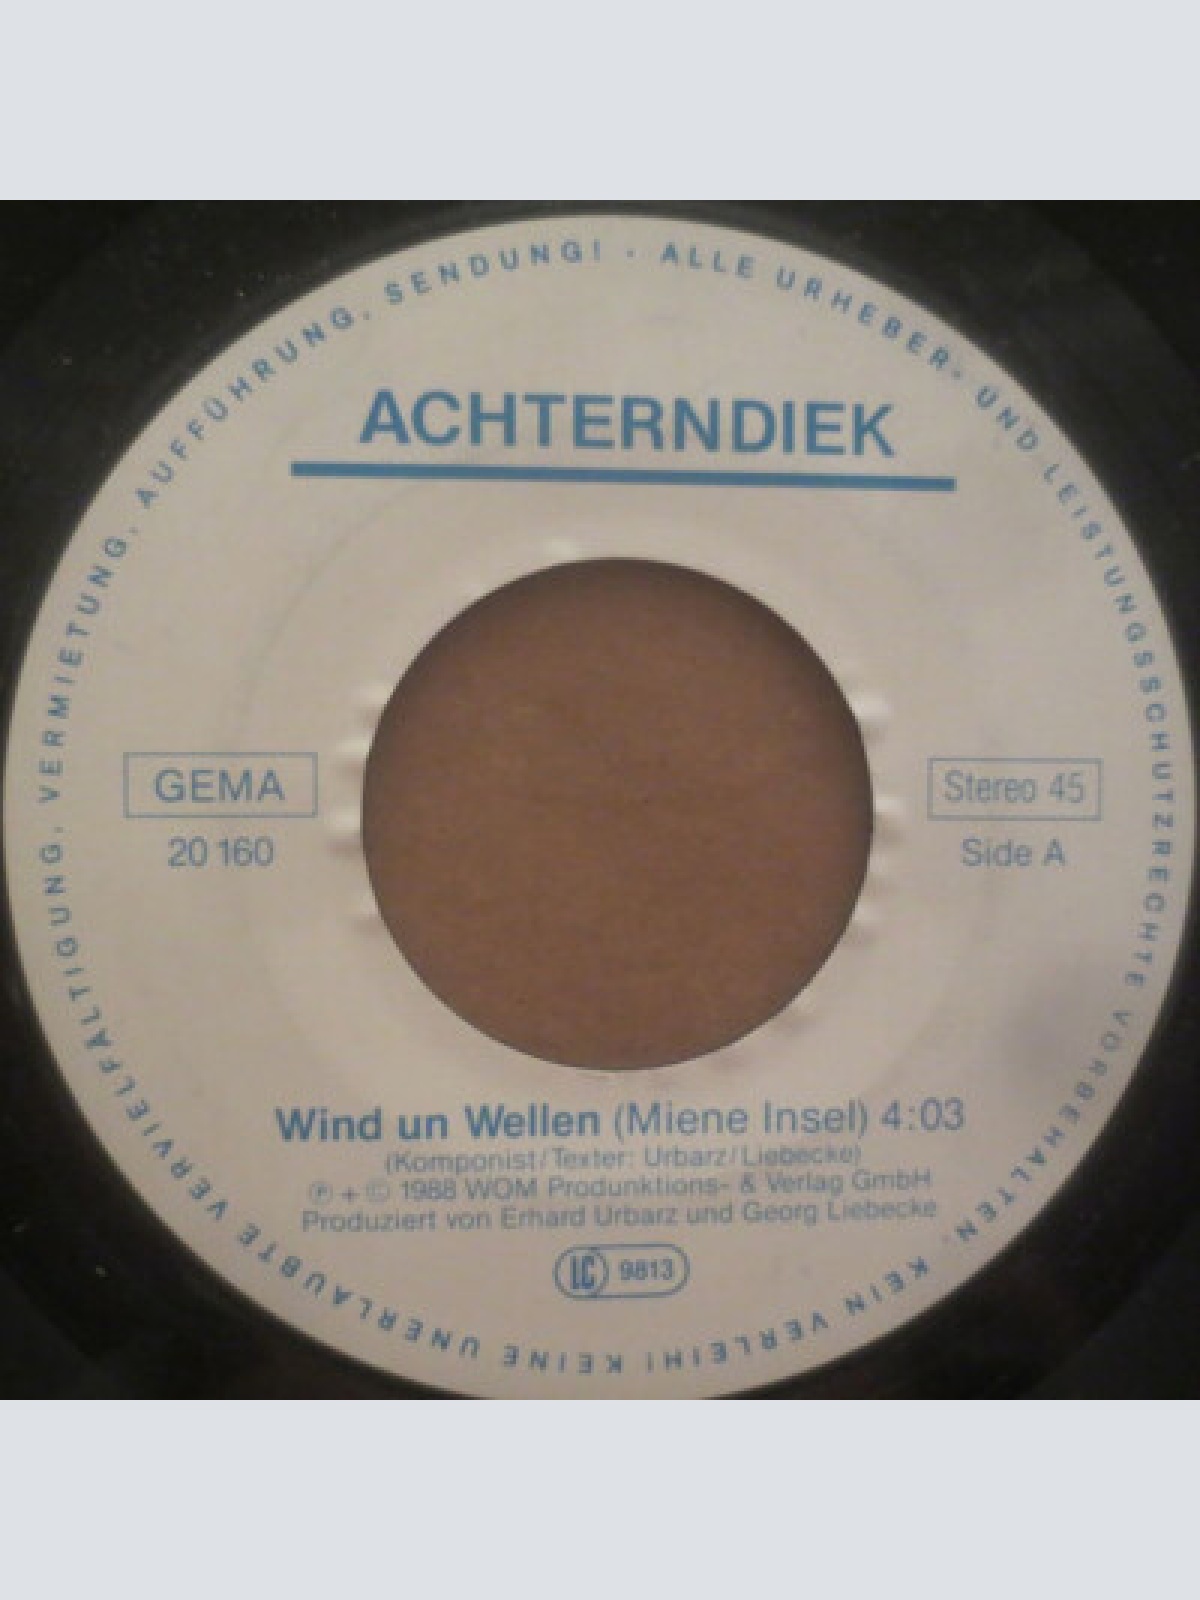 ALLE URHEBER- UND LEISTUNGSSCHUTZRECHTE VORBEHALTEN. KEIN VERLEIH! KEINE UNERLAUBTE VERVIELFÄLTIGUNG, VERMIETUNG, AUFFÜHRUNG, SENDUNG! -
ACHTERNDIEK
GEMA
20 160
Stereo 45
Side A
Wind un Wellen (Miene Insel) 4:03
(Komponist/Texter: Urbarz/Liebecke)
℗ + © 1988 WOM Produnktions- & Verlag GmbH
Produziert von Erhard Urbarz und Georg Liebecke
LC 9813